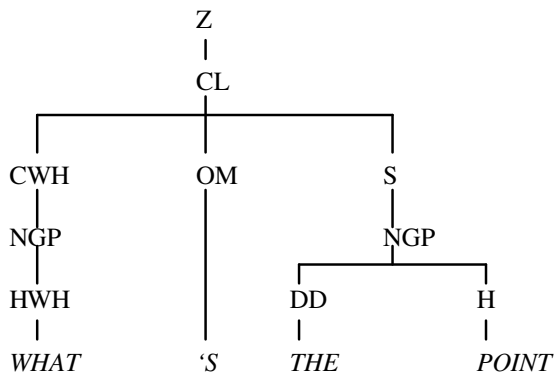 Z
CL
CWH OM S
NGP NGP
HWH DD H
WHAT ‘S THE POINT